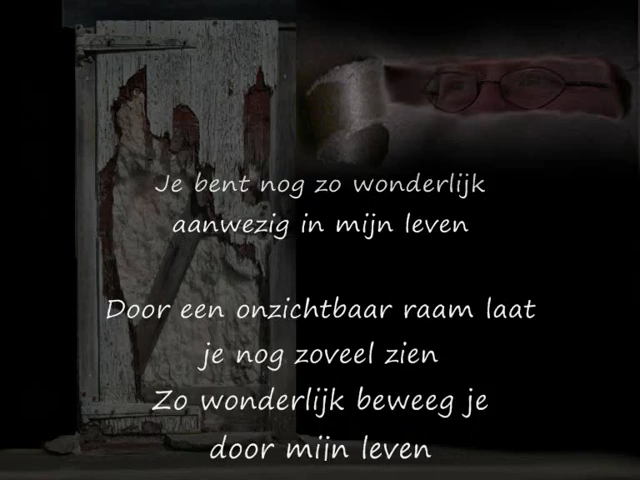 Je bent nog zo wonderlijk
aanwezig in mijn leven
Door een onzichtbaar raam laat
je nog zoveel zien
Zo wonderlijk beweeg je
door mijn leven